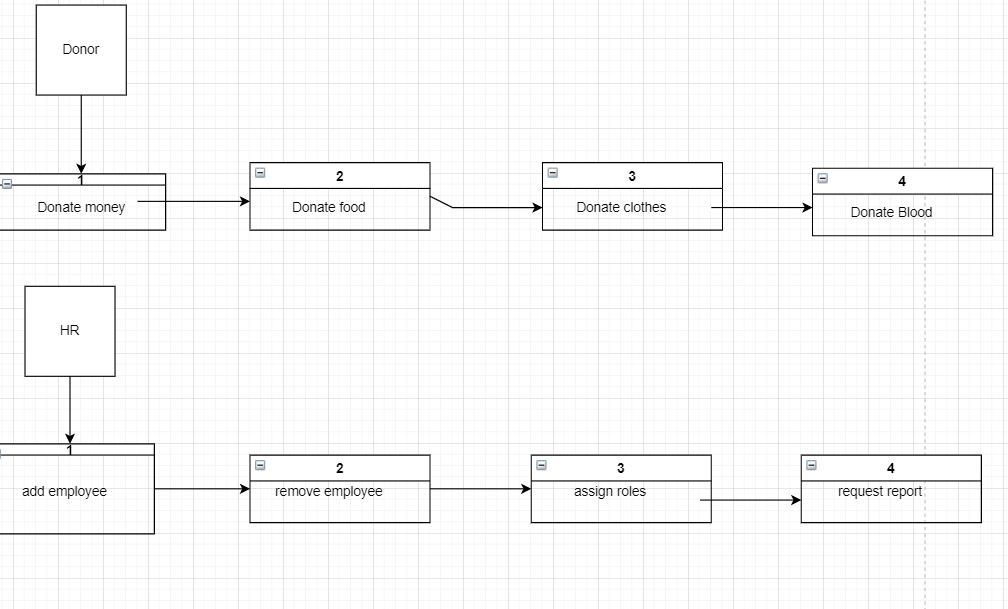 Donor
1
Donate money
2
Donate food
3
Donate clothes
4
Donate Blood
HR
1
add employee
2
remove employee
3
assign roles
4
request report